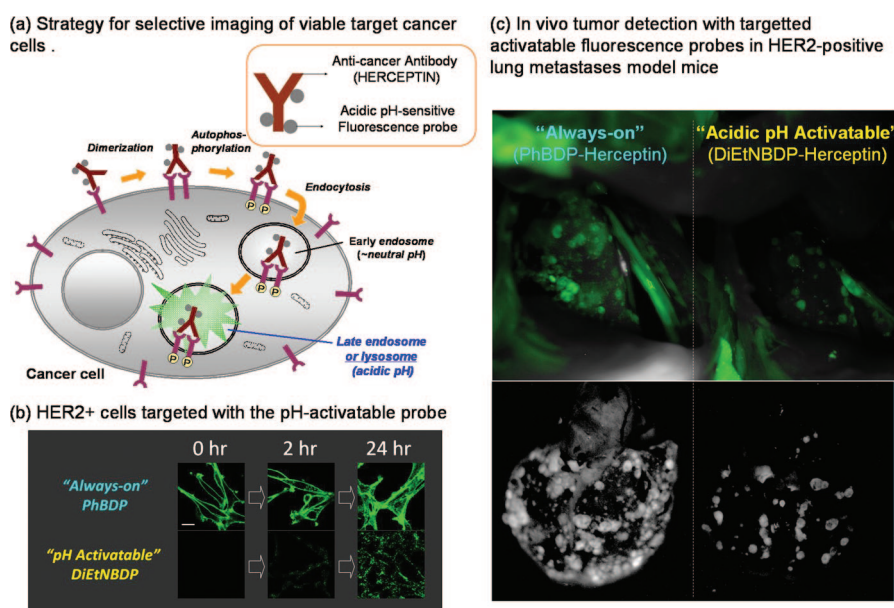 (a) Strategy for selective imaging of viable target cancer
cells .
Anti-cancer Antibody
(HERCEPTIN)
Acidic pH-sensitive
Fluorescence probe
Dimerization
Autophos-
phorylation
Endocytosis
P
P
P
P
Early endosome
(~neutral pH)
P
P
P
P
Late endosome
or lysosome
(acidic pH)
Cancer cell
(b) HER2+ cells targeted with the pH-activatable probe
0 hr
2 hr
24 hr
"Always-on"
PhBDP
"pH Activatable"
DiEtNBDP
(c) In vivo tumor detection with targetted
activatable fluorescence probes in HER2-positive
lung metastases model mice
"Always-on"
(PhBDP-Herceptin)
"Acidic pH Activatable"
(DiEtNBDP-Herceptin)